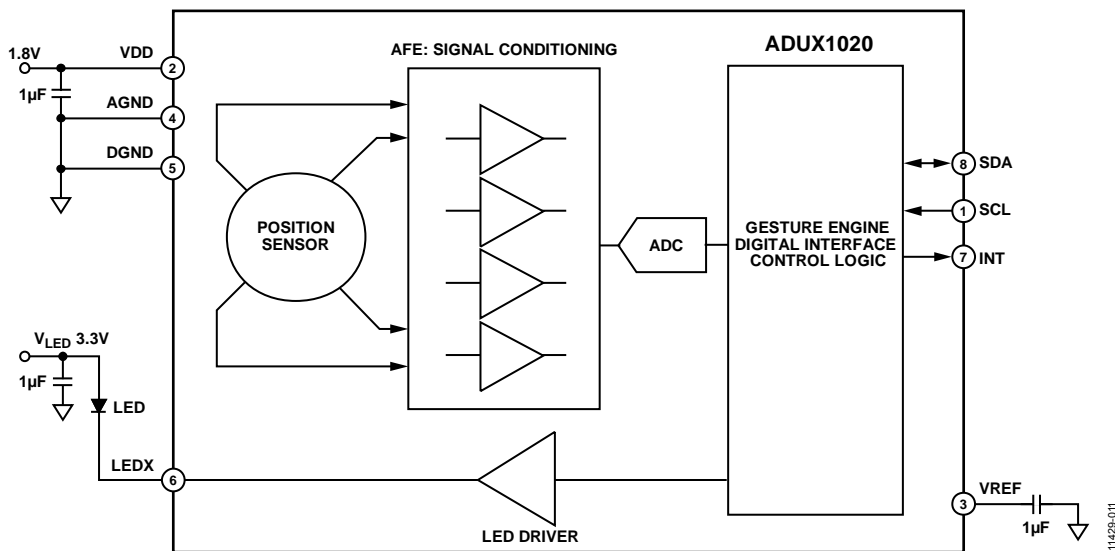 ADUX1020
AFE: SIGNAL CONDITIONING
1.8V
VDD
2
1µF
AGND
4
DGND
5
POSITION
SENSOR
ADC
GESTURE ENGINE
DIGITAL INTERFACE
CONTROL LOGIC
8
SDA
1
SCL
7
INT
VLED 3.3V
1µF
LED
LEDX
6
LED DRIVER
3
VREF
1µF
11429-011